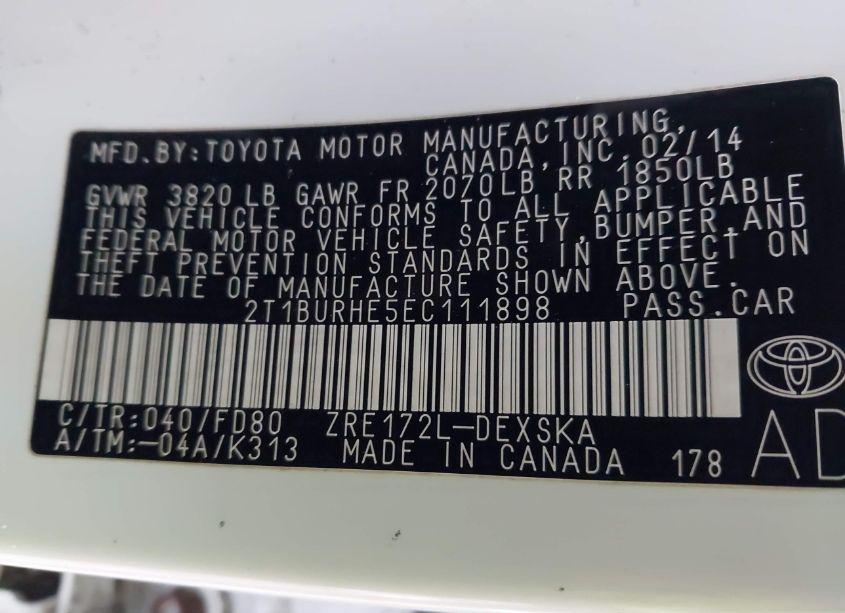 MFD.BY:TOYOTA MOTOR MANUFACTURING,
CANADA, INC. 02/14
GVWR 3820 LB GAWR FR 2070LB RR 1850LB
THIS VEHICLE CONFORMS TO ALL APPLICABLE
FEDERAL MOTOR VEHICLE SAFETY, BUMPER AND
THEFT PREVENTION STANDARDS IN EFFECT ON
THE DATE OF MANUFACTURE SHOWN ABOVE.
2T1BURHE5EC111898 PASS.CAR
C/TR:040/FD80 ZRE172L-DEXSKA
A/TM:-04A/K313 MADE IN CANADA 178
AD